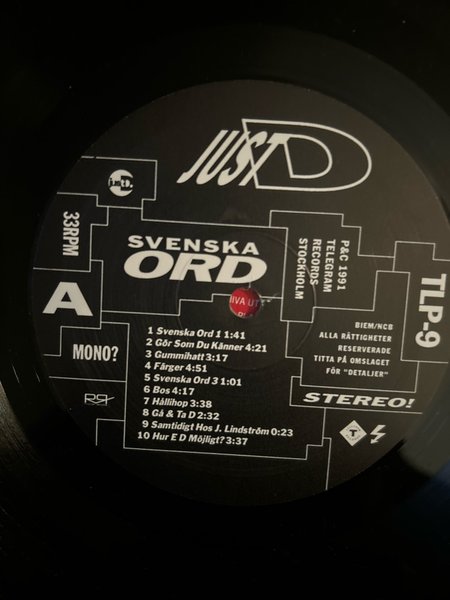 JUST D
just D.
33RPM
SVENSKA
ORD
P&C 1991
TELEGRAM
RECORDS
STOCKHOLM
TLP-9
A
MONO?
1 Svenska Ord 1 1:41
2 Gör Som Du Känner 4:21
3 Gummihatt 3:17
4 Färger 4:51
5 Svenska Ord 3 1:01
6 Bos 4:17
7 Hållihop 3:38
8 Gå & Ta D 2:32
9 Samtidigt Hos J. Lindström 0:23
10 Hur E D Möjligt? 3:37
BIEM/NCB
ALLA RÄTTIGHETER
RESERVERADE
TITTA PÅ OMSLAGET
FÖR "DETALJER"
STEREO!
T